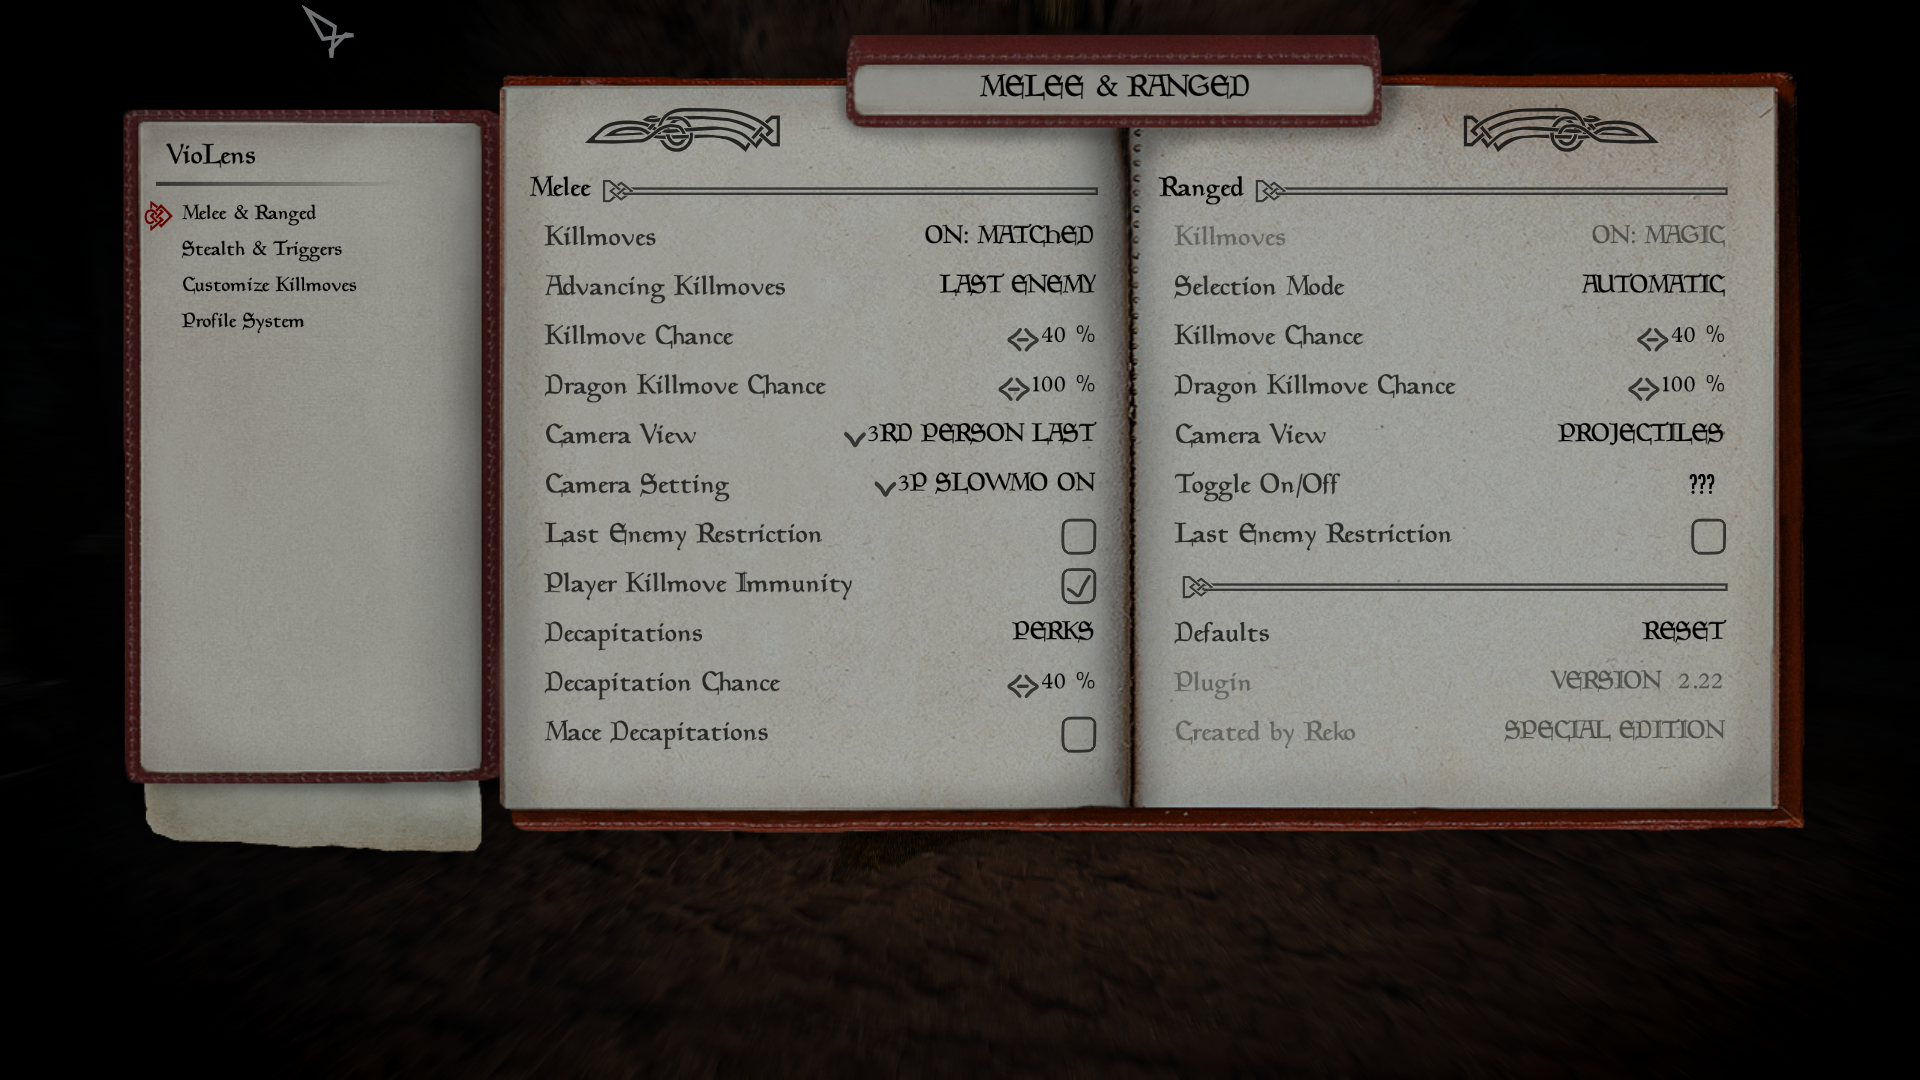 MELEE & RANGED
VioLens
Melee & Ranged
Stealth & Triggers
Customize Killmoves
Profile System
Melee
Killmoves ON: MATCHED
Advancing Killmoves LAST ENEMY
Killmove Chance 40 %
Dragon Killmove Chance 100 %
Camera View 3RD PERSON LAST
Camera Setting 3P SLOWMO ON
Last Enemy Restriction
Player Killmove Immunity
Decapitations PERKS
Decapitation Chance 40 %
Mace Decapitations
Ranged
Killmoves ON: MAGIC
Selection Mode AUTOMATIC
Killmove Chance 40 %
Dragon Killmove Chance 100 %
Camera View PROJECTILES
Toggle On/Off ???
Last Enemy Restriction
Defaults RESET
Plugin VERSION 2.22
Created by Reko SPECIAL EDITION